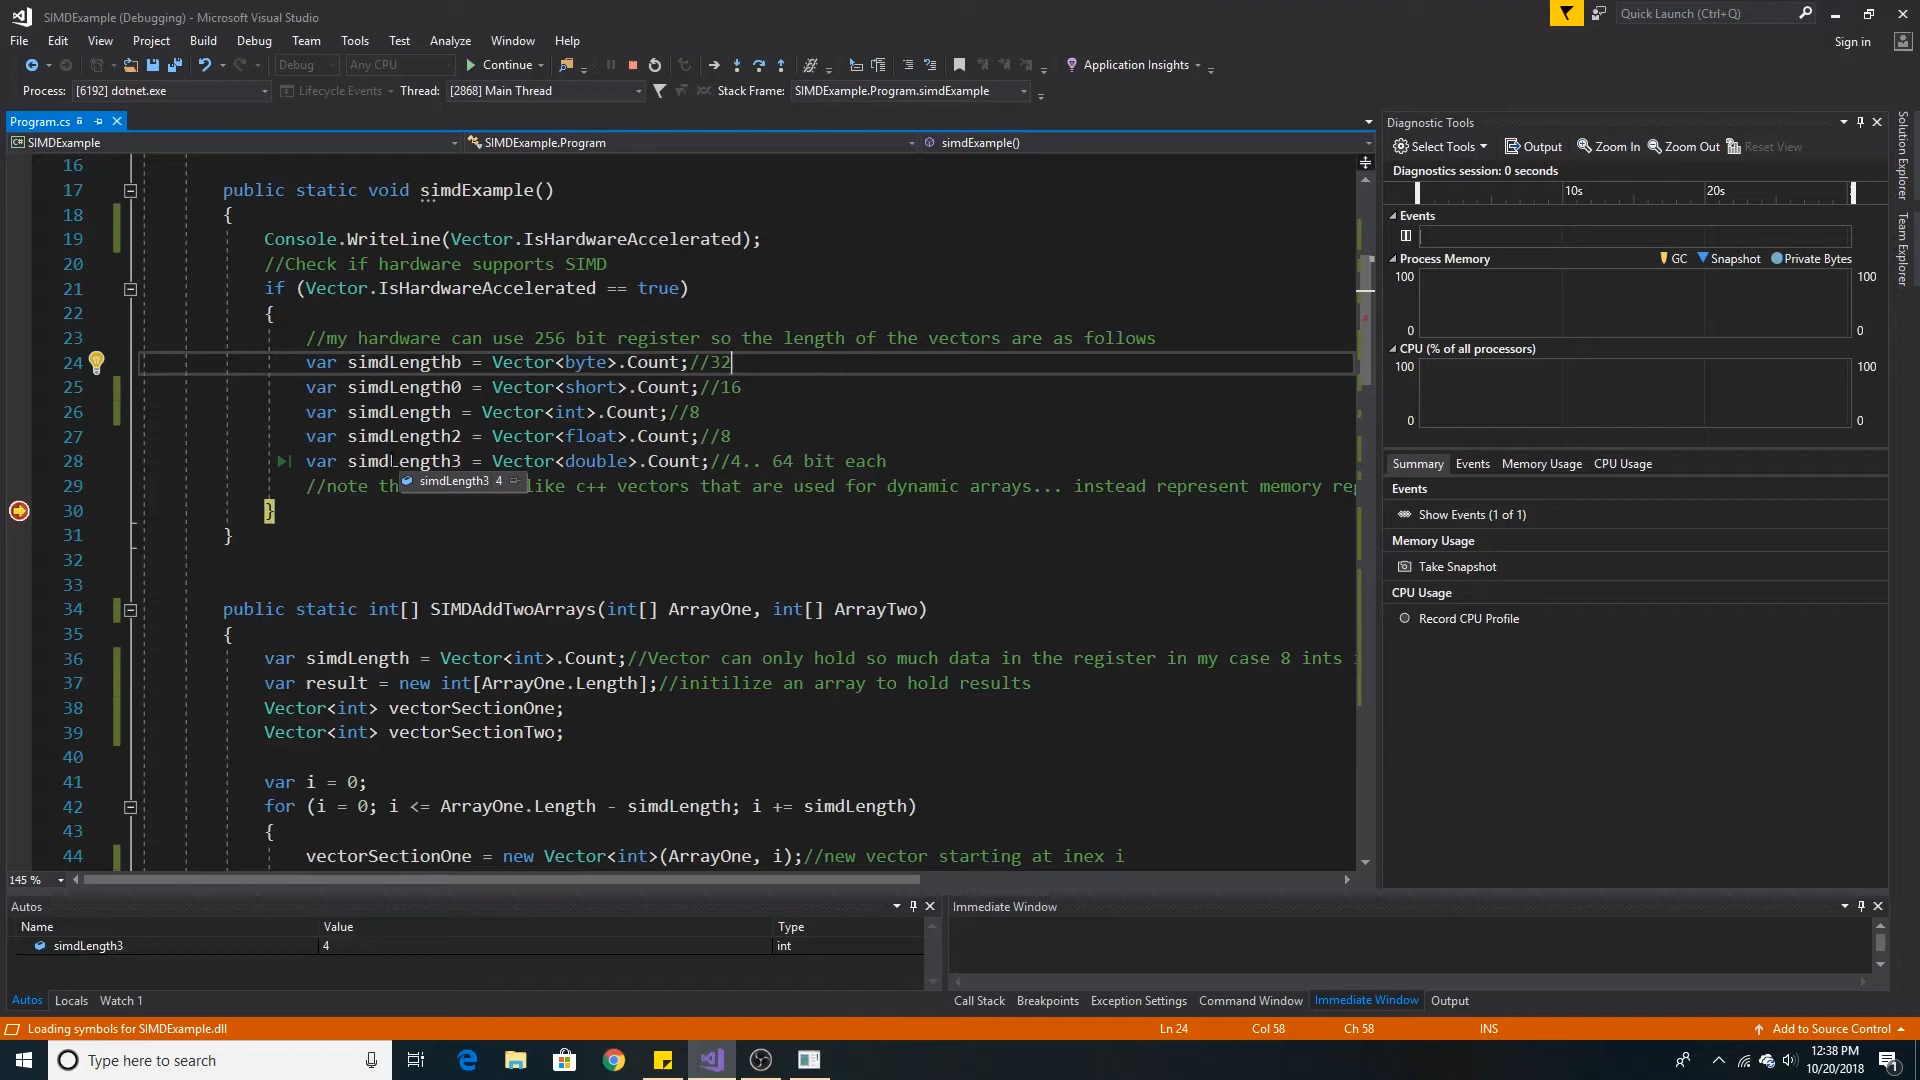 SIMDExample (Debugging) - Microsoft Visual Studio
Quick Launch (Ctrl+Q)
File Edit View Project Build Debug Team Tools Test Analyze Window Help
Sign in
Debug Any CPU Continue Application Insights
Process: [6192] dotnet.exe Lifecycle Events Thread: [2868] Main Thread Stack Frame: SIMDExample.Program.simdExample
Program.cs
SIMDExample SIMDExample.Program simdExample()
16
17 public static void simdExample()
18 {
19 Console.WriteLine(Vector.IsHardwareAccelerated);
20 //Check if hardware supports SIMD
21 if (Vector.IsHardwareAccelerated == true)
22 {
23 //my hardware can use 256 bit register so the length of the vectors are as follows
24 var simdLengthb = Vector<byte>.Count;//32
25 var simdLength0 = Vector<short>.Count;//16
26 var simdLength = Vector<int>.Count;//8
27 var simdLength2 = Vector<float>.Count;//8
28 var simdLength3 = Vector<double>.Count;//4.. 64 bit each
simdLength3 4
29 //note th like c++ vectors that are used for dynamic arrays... instead represent memory re
30 }
31 }
32
33
34 public static int[] SIMDAddTwoArrays(int[] ArrayOne, int[] ArrayTwo)
35 {
36 var simdLength = Vector<int>.Count;//Vector can only hold so much data in the register in my case 8 ints
37 var result = new int[ArrayOne.Length];//initilize an array to hold results
38 Vector<int> vectorSectionOne;
39 Vector<int> vectorSectionTwo;
40
41 var i = 0;
42 for (i = 0; i <= ArrayOne.Length - simdLength; i += simdLength)
43 {
44 vectorSectionOne = new Vector<int>(ArrayOne, i);//new vector starting at inex i
145 %
Diagnostic Tools
Select Tools Output Zoom In Zoom Out Reset View
Diagnostics session: 0 seconds
10s 20s
Events
Process Memory GC Snapshot Private Bytes
100 100
0 0
CPU (% of all processors)
100 100
0 0
Summary Events Memory Usage CPU Usage
Events
Show Events (1 of 1)
Memory Usage
Take Snapshot
CPU Usage
Record CPU Profile
Solution Explorer
Team Explorer
Autos
Name Value Type
simdLength3 4 int
Autos Locals Watch 1
Immediate Window
Call Stack Breakpoints Exception Settings Command Window Immediate Window Output
Loading symbols for SIMDExample.dll Ln 24 Col 58 Ch 58 INS Add to Source Control
Type here to search
12:38 PM
10/20/2018
1